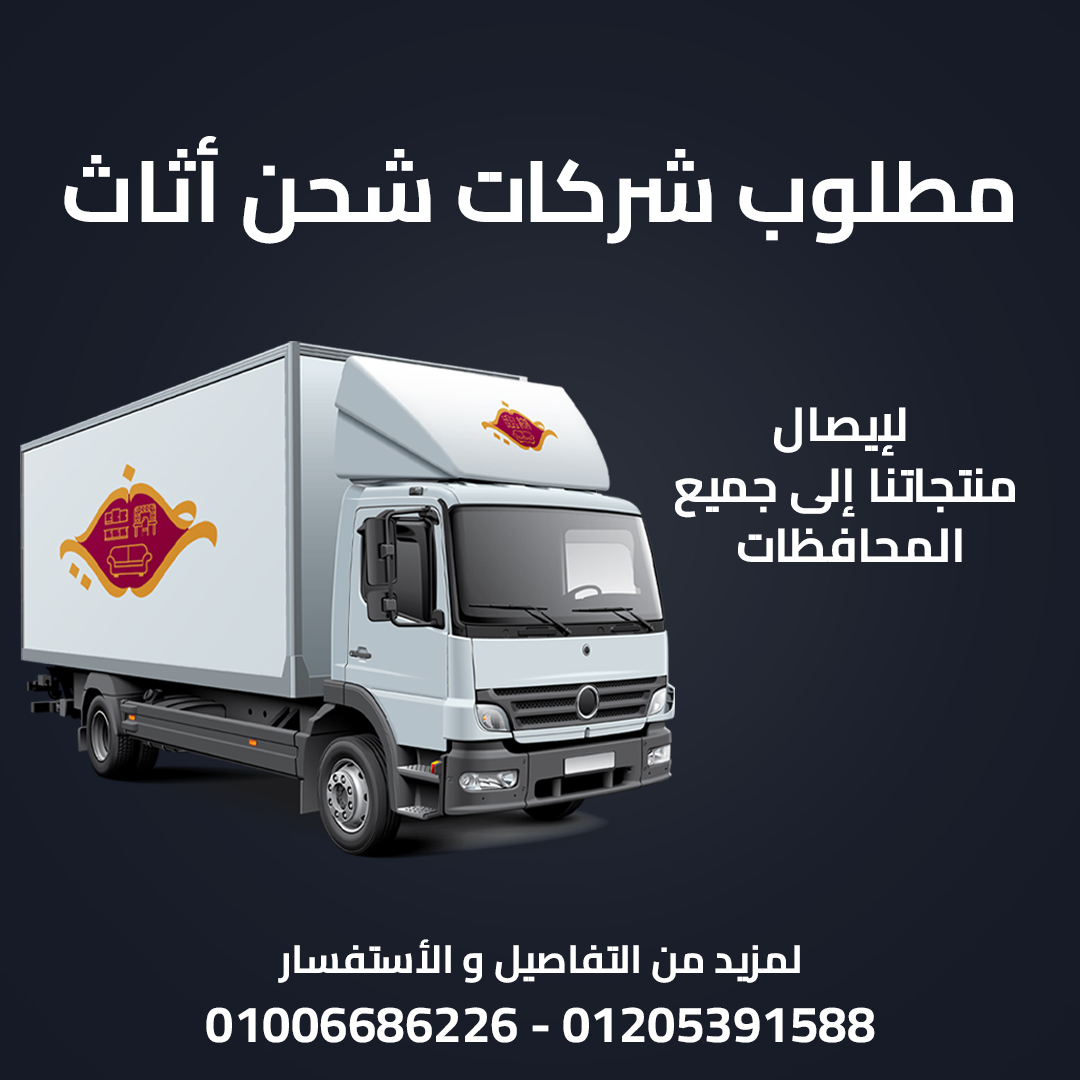 مطلوب شركات شحن أثاث
لإيصال
منتجاتنا إلى جميع
المحافظات
لمزيد من التفاصيل و الأستفسار
01006686226 - 01205391588